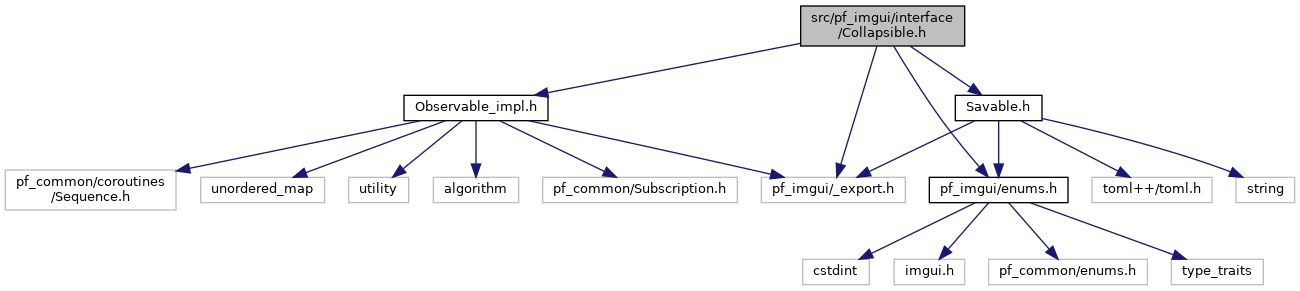 src/pf_imgui/interface
/Collapsible.h
Observable_impl.h
Savable.h
pf_common/coroutines
/Sequence.h
unordered_map
utility
algorithm
pf_common/Subscription.h
pf_imgui/_export.h
pf_imgui/enums.h
toml++/toml.h
string
cstdint
imgui.h
pf_common/enums.h
type_traits